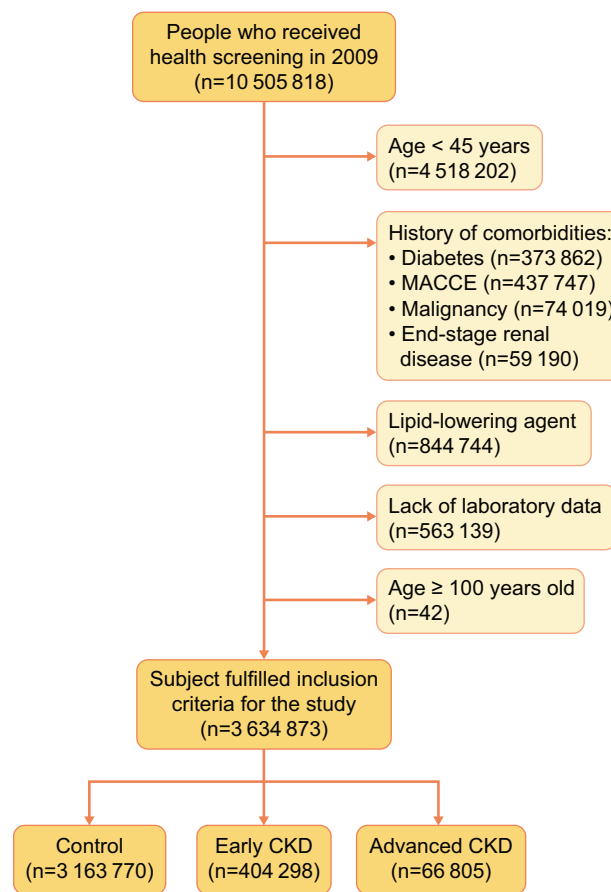 People who received
health screening in 2009
(n=10 505 818)
Age < 45 years
(n=4 518 202)
History of comorbidities:
• Diabetes (n=373 862)
• MACCE (n=437 747)
• Malignancy (n=74 019)
• End-stage renal
disease (n=59 190)
Lipid-lowering agent
(n=844 744)
Lack of laboratory data
(n=563 139)
Age ≥ 100 years old
(n=42)
Subject fulfilled inclusion
criteria for the study
(n=3 634 873)
Control
(n=3 163 770)
Early CKD
(n=404 298)
Advanced CKD
(n=66 805)